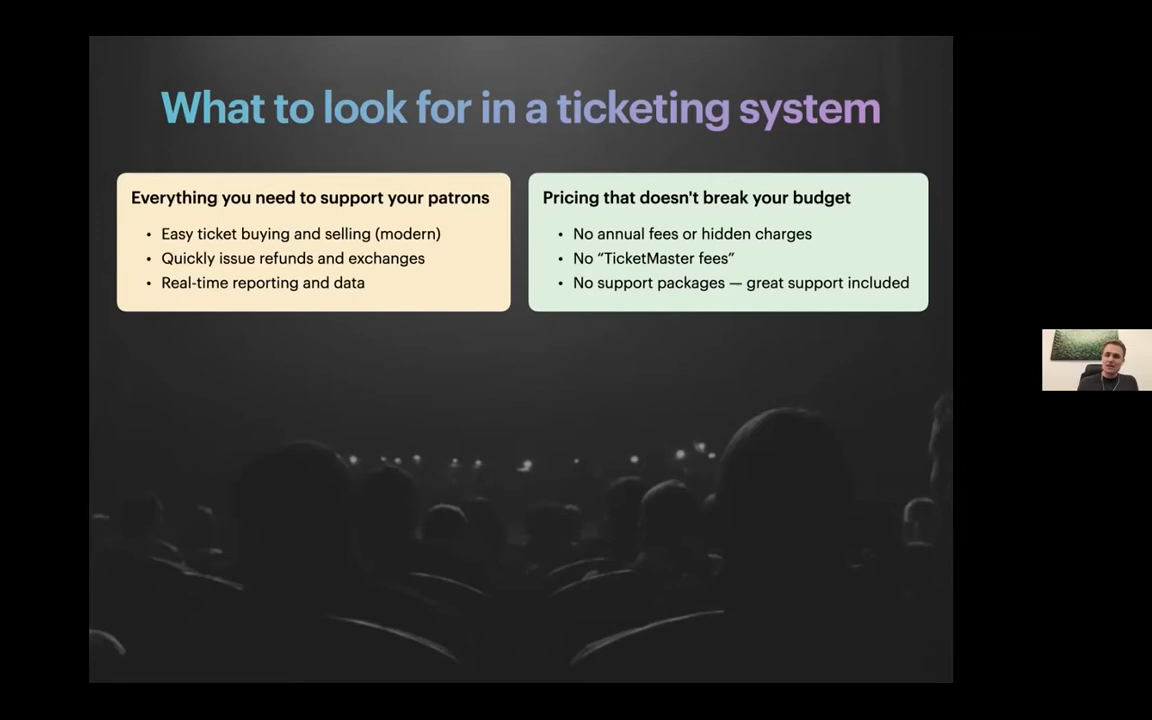 What to look for in a ticketing system
Everything you need to support your patrons
• Easy ticket buying and selling (modern)
• Quickly issue refunds and exchanges
• Real-time reporting and data
Pricing that doesn't break your budget
• No annual fees or hidden charges
• No “TicketMaster fees”
• No support packages — great support included